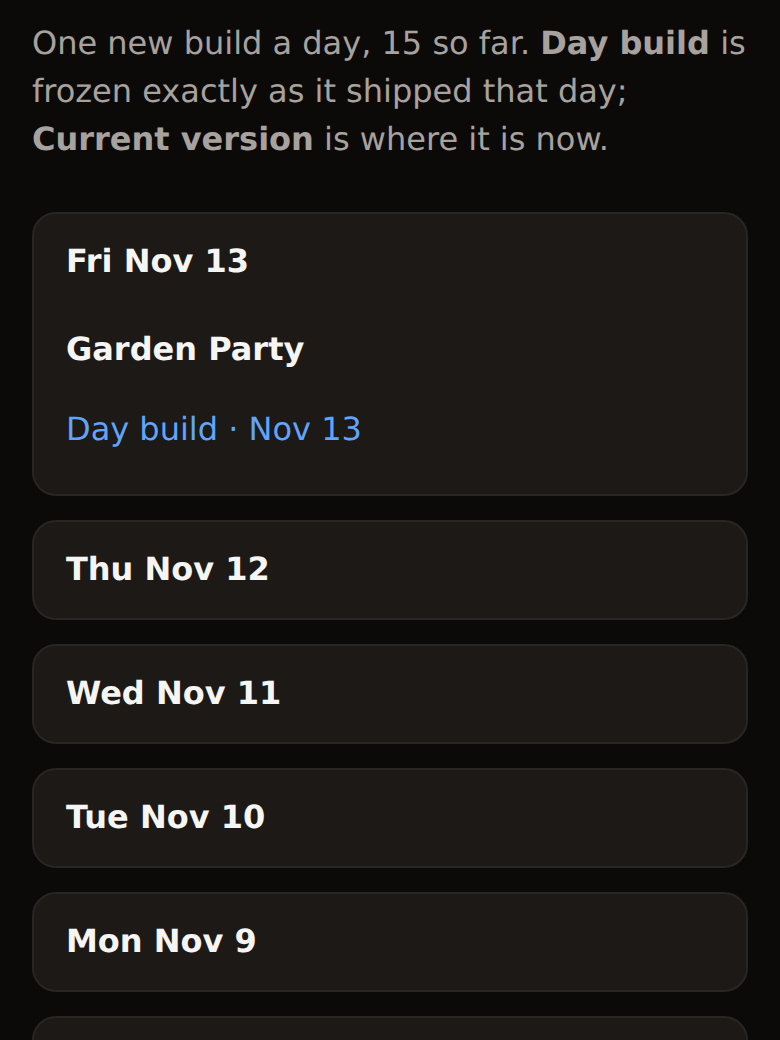 One new build a day, 15 so far. Day build is
frozen exactly as it shipped that day;
Current version is where it is now.
Fri Nov 13
Garden Party
Day build · Nov 13
Thu Nov 12
Wed Nov 11
Tue Nov 10
Mon Nov 9